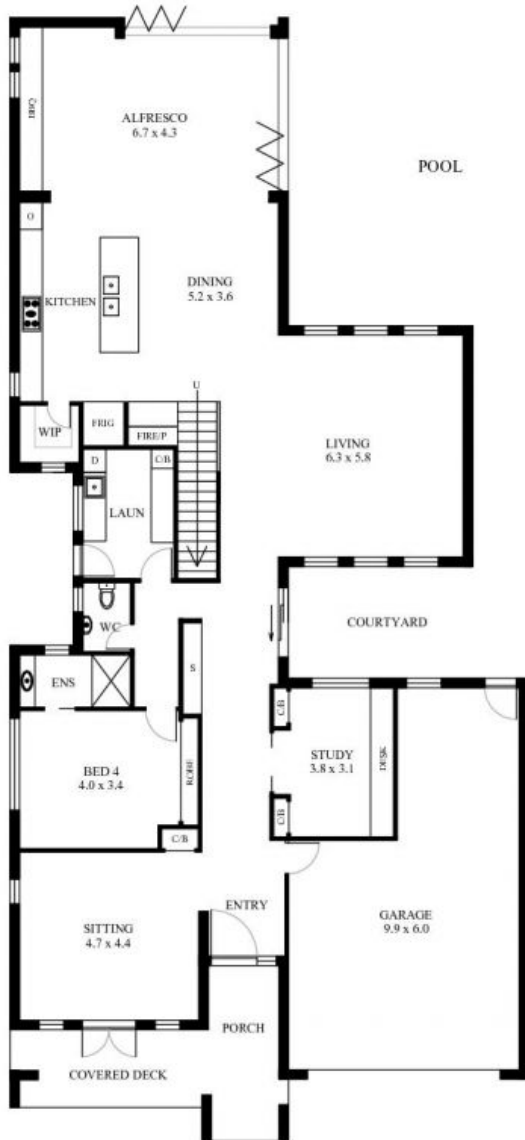 C/B
ALFRESCO
6.7 x 4.3
POOL
O
DINING
5.2 x 3.6
KITCHEN
U
WIP
FRIG
FIRE/P
LIVING
6.3 x 5.8
D
C/B
LAUN
WC
COURTYARD
ENS
S
C/B
STUDY
3.8 x 3.1
DESK
BED 4
4.0 x 3.4
ROBE
C/B
C/B
ENTRY
SITTING
4.7 x 4.4
GARAGE
9.9 x 6.0
PORCH
COVERED DECK